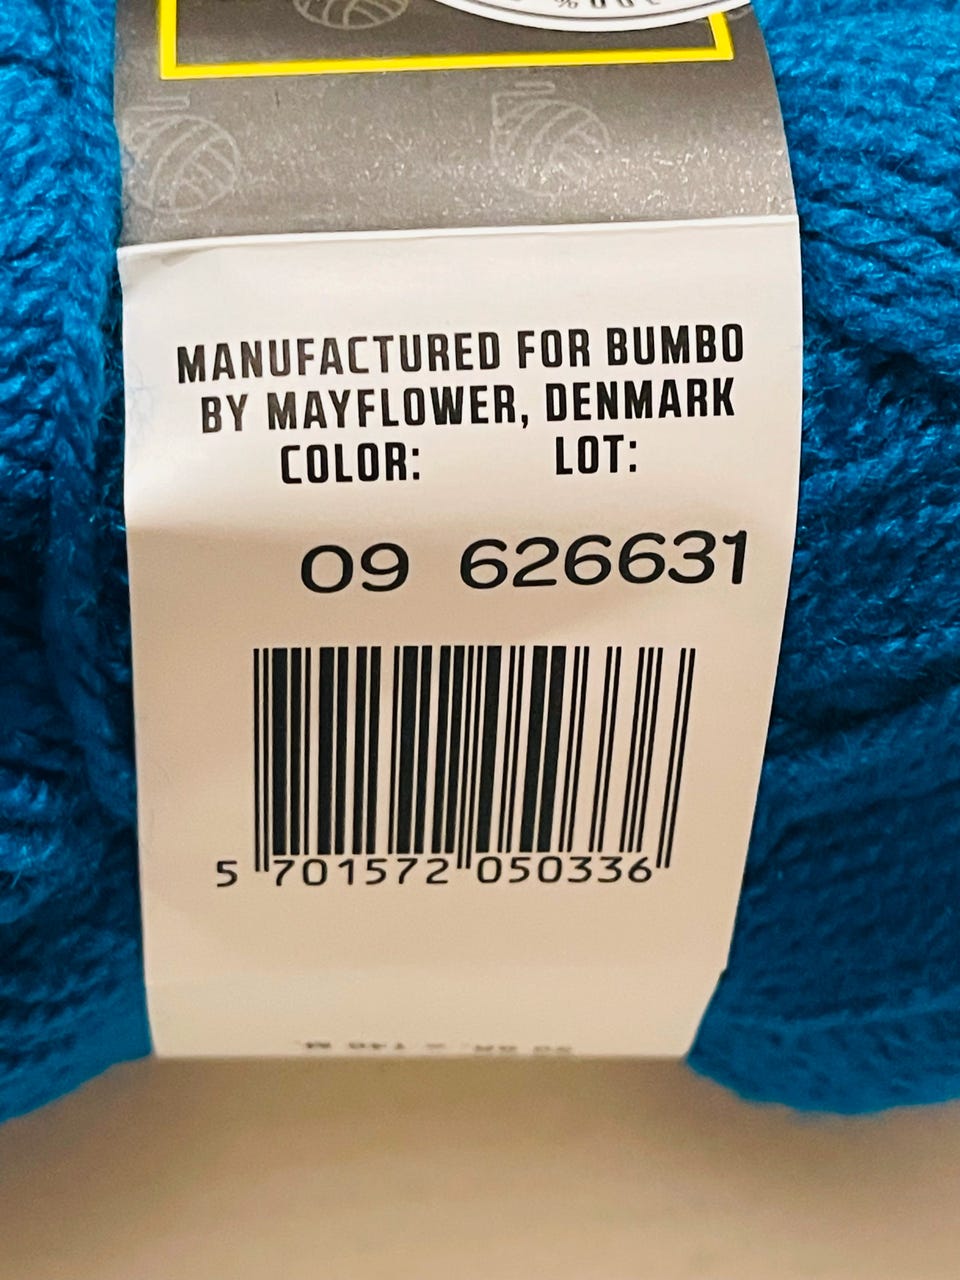 MANUFACTURED FOR BUMBO
BY MAYFLOWER, DENMARK
COLOR: LOT:
09 626631
5 701572 050336